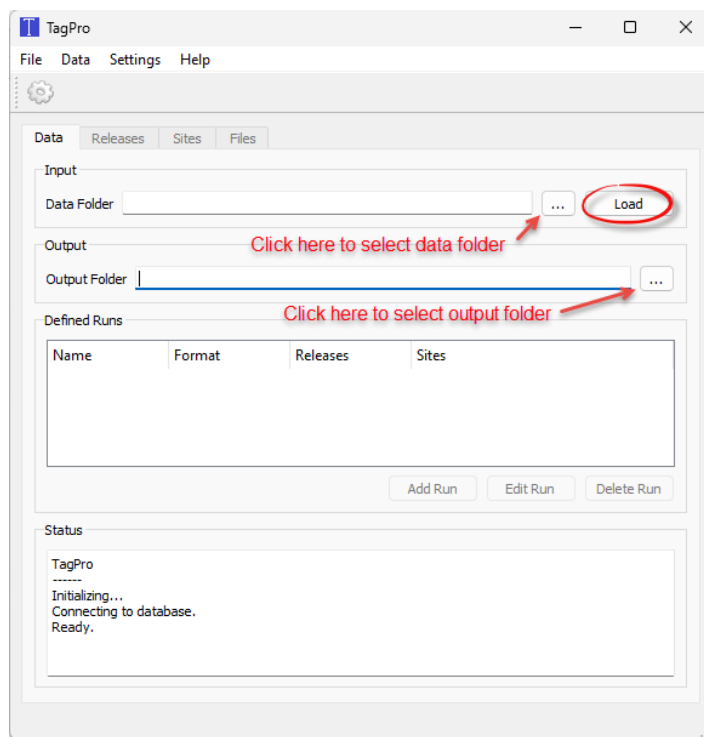 TagPro
File Data Settings Help
Data Releases Sites Files
Input
Data Folder ... Load
Click here to select data folder
Output
Output Folder ...
Click here to select output folder
Defined Runs
Name Format Releases Sites
Add Run Edit Run Delete Run
Status
TagPro
------
Initializing...
Connecting to database.
Ready.